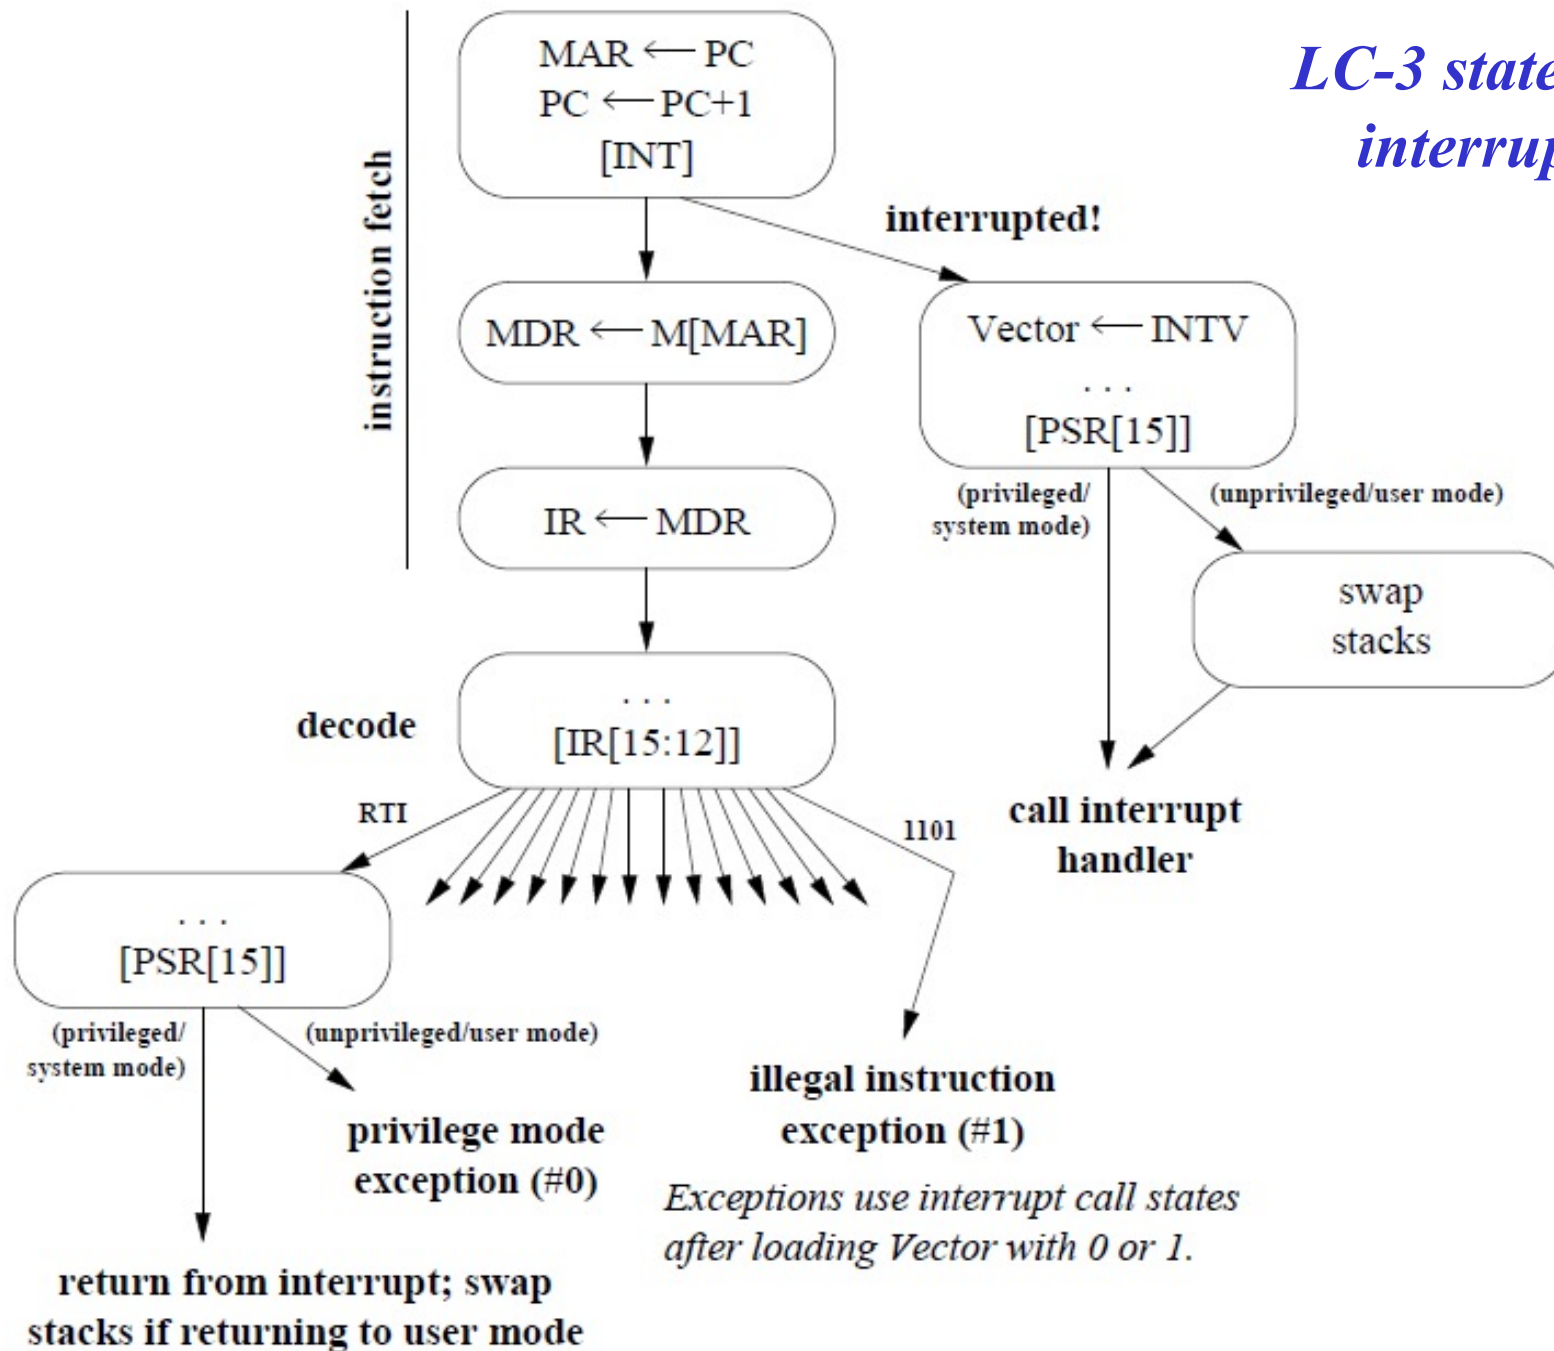 LC-3 state
interrup
MAR ← PC
PC ← PC+1
[INT]
instruction fetch
interrupted!
MDR ← M[MAR]
Vector ← INTV
. . .
[PSR[15]]
(privileged/
system mode)
(unprivileged/user mode)
IR ← MDR
swap
stacks
decode
. . .
[IR[15:12]]
RTI
1101
call interrupt
handler
. . .
[PSR[15]]
(privileged/
system mode)
(unprivileged/user mode)
privilege mode
exception (#0)
illegal instruction
exception (#1)
Exceptions use interrupt call states
after loading Vector with 0 or 1.
return from interrupt; swap
stacks if returning to user mode